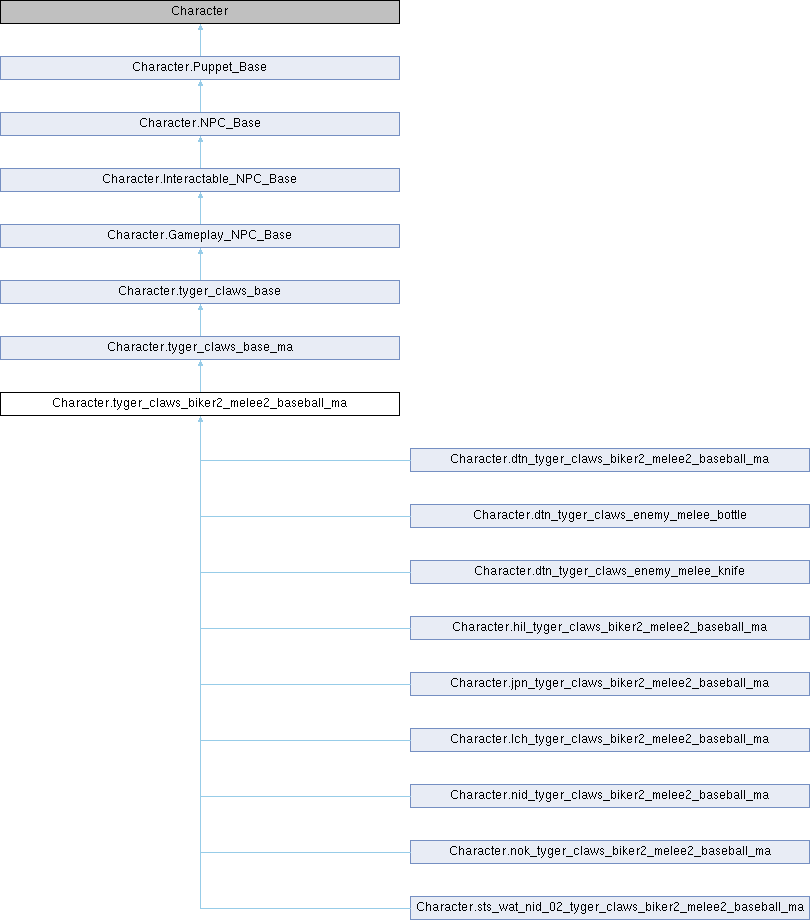 Character
Character.Puppet_Base
Character.NPC_Base
Character.Interactable_NPC_Base
Character.Gameplay_NPC_Base
Character.tyger_claws_base
Character.tyger_claws_base_ma
Character.tyger_claws_biker2_melee2_baseball_ma
Character.dtn_tyger_claws_biker2_melee2_baseball_ma
Character.dtn_tyger_claws_enemy_melee_bottle
Character.dtn_tyger_claws_enemy_melee_knife
Character.hil_tyger_claws_biker2_melee2_baseball_ma
Character.jpn_tyger_claws_biker2_melee2_baseball_ma
Character.lch_tyger_claws_biker2_melee2_baseball_ma
Character.nid_tyger_claws_biker2_melee2_baseball_ma
Character.nok_tyger_claws_biker2_melee2_baseball_ma
Character.sts_wat_nid_02_tyger_claws_biker2_melee2_baseball_ma